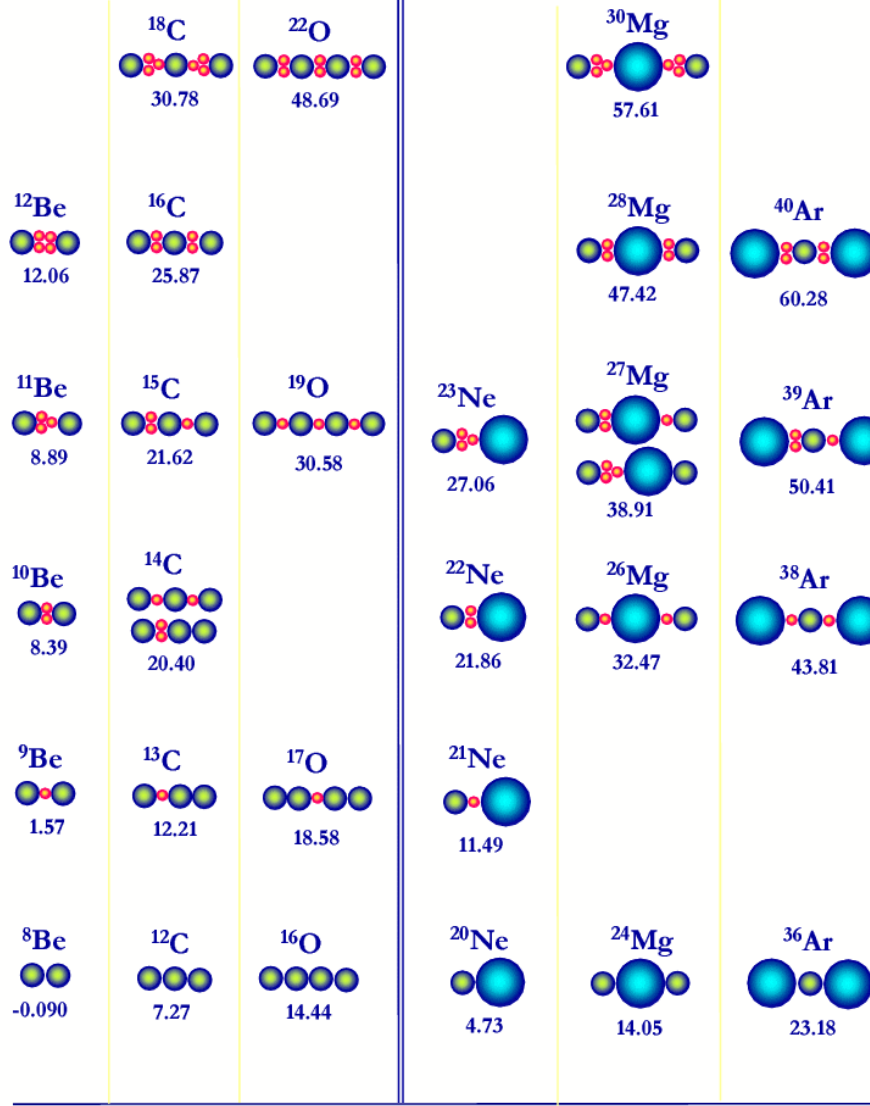 ¹⁸C ²²O ³⁰Mg
30.78 48.69 57.61
¹²Be ¹⁶C ²⁸Mg ⁴⁰Ar
12.06 25.87 47.42 60.28
¹¹Be ¹⁵C ¹⁹O ²³Ne ²⁷Mg ³⁹Ar
8.89 21.62 30.58 27.06 38.91 50.41
¹⁰Be ¹⁴C ²²Ne ²⁶Mg ³⁸Ar
8.39 20.40 21.86 32.47 43.81
⁹Be ¹³C ¹⁷O ²¹Ne
1.57 12.21 18.58 11.49
⁸Be ¹²C ¹⁶O ²⁰Ne ²⁴Mg ³⁶Ar
-0.090 7.27 14.44 4.73 14.05 23.18